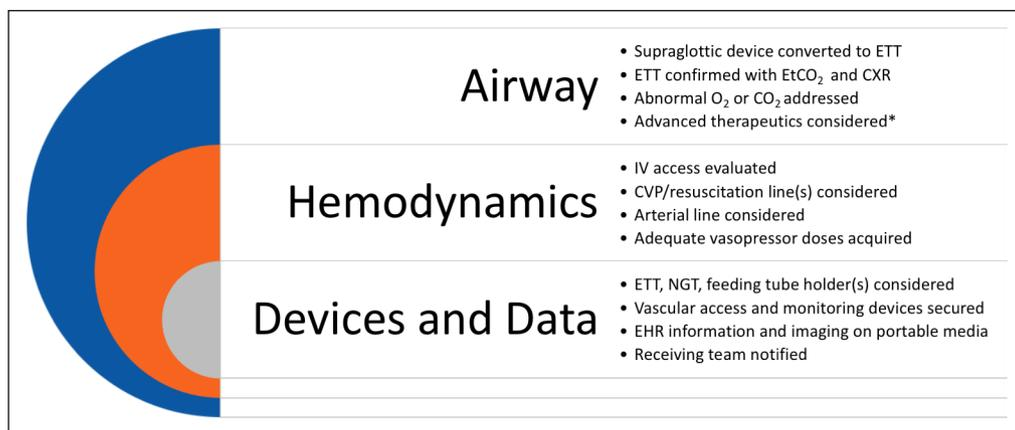 Airway
• Supraglottic device converted to ETT
• ETT confirmed with EtCO₂ and CXR
• Abnormal O₂ or CO₂ addressed
• Advanced therapeutics considered*
Hemodynamics
• IV access evaluated
• CVP/resuscitation line(s) considered
• Arterial line considered
• Adequate vasopressor doses acquired
Devices and Data
• ETT, NGT, feeding tube holder(s) considered
• Vascular access and monitoring devices secured
• EHR information and imaging on portable media
• Receiving team notified